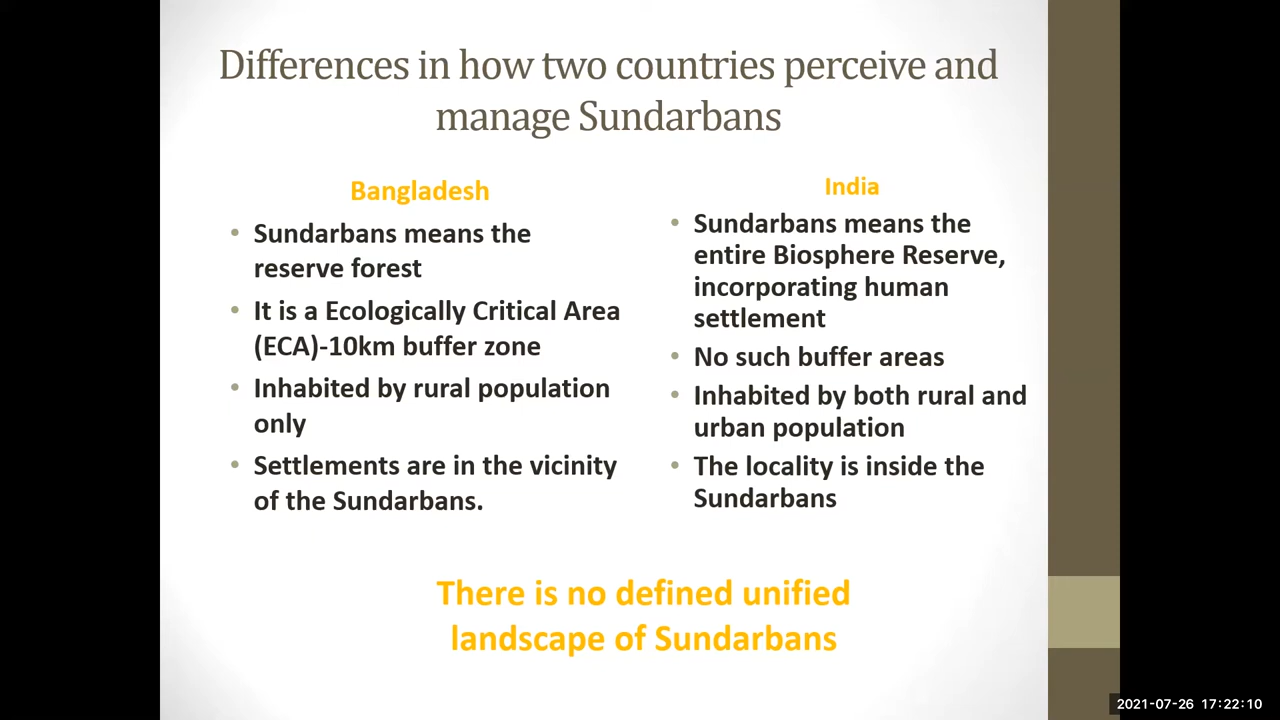 Differences in how two countries perceive and
manage Sundarbans
Bangladesh
• Sundarbans means the
reserve forest
• It is a Ecologically Critical Area
(ECA)-10km buffer zone
• Inhabited by rural population
only
• Settlements are in the vicinity
of the Sundarbans.
India
• Sundarbans means the
entire Biosphere Reserve,
incorporating human
settlement
• No such buffer areas
• Inhabited by both rural and
urban population
• The locality is inside the
Sundarbans
There is no defined unified
landscape of Sundarbans
2021-07-26 17:22:10